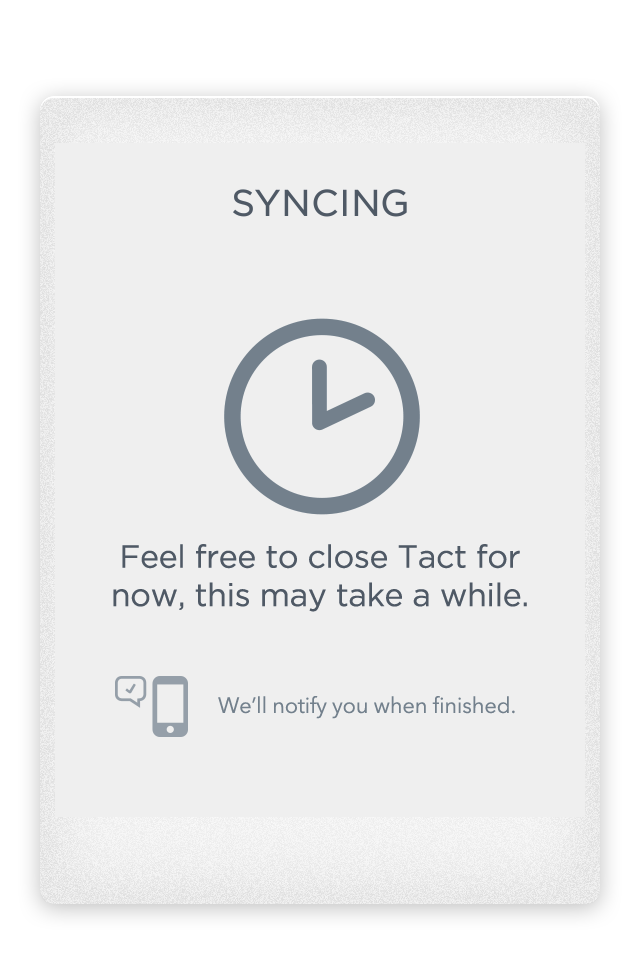 SYNCING
Feel free to close Tact for
now, this may take a while.
We’ll notify you when finished.